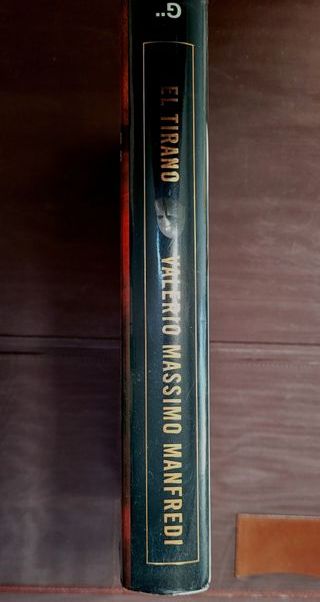 G¨
EL TIRANO
VALERIO MASSIMO MANFREDI